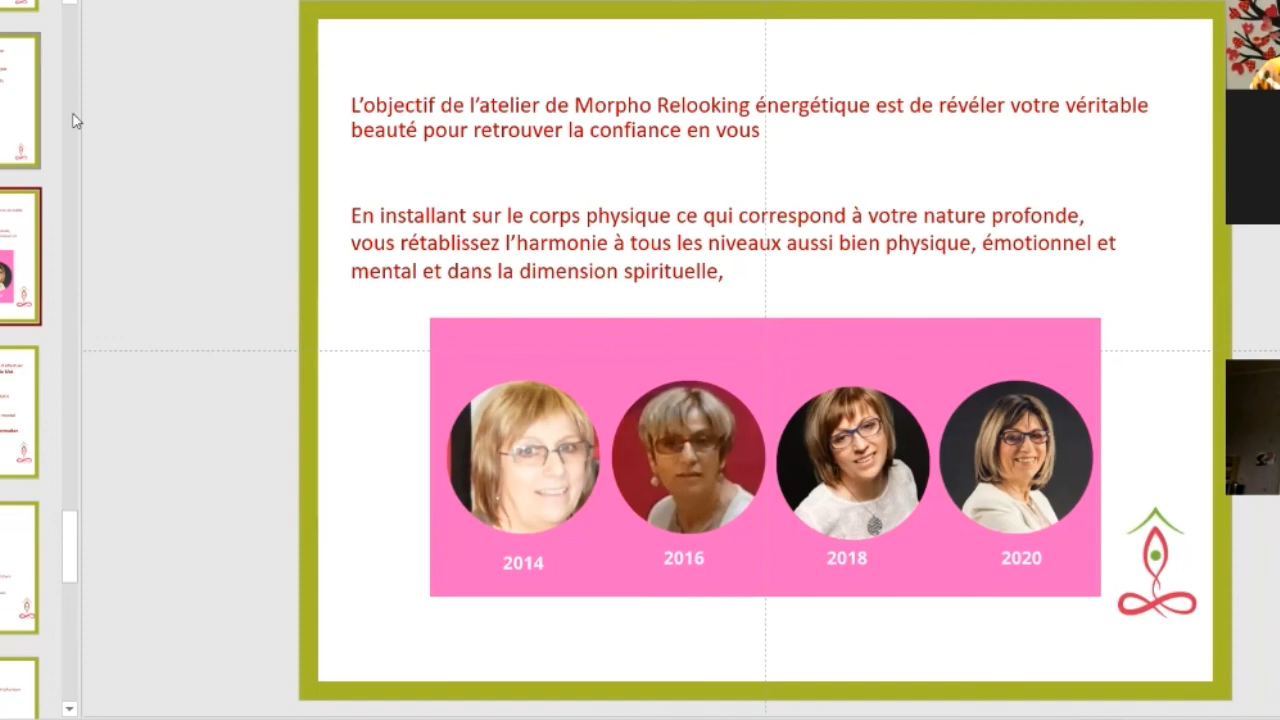 L'objectif de l'atelier de Morpho Relooking énergétique est de révéler votre véritable
beauté pour retrouver la confiance en vous
En installant sur le corps physique ce qui correspond à votre nature profonde,
vous rétablissez l'harmonie à tous les niveaux aussi bien physique, émotionnel et
mental et dans la dimension spirituelle,
2014 2016 2018 2020